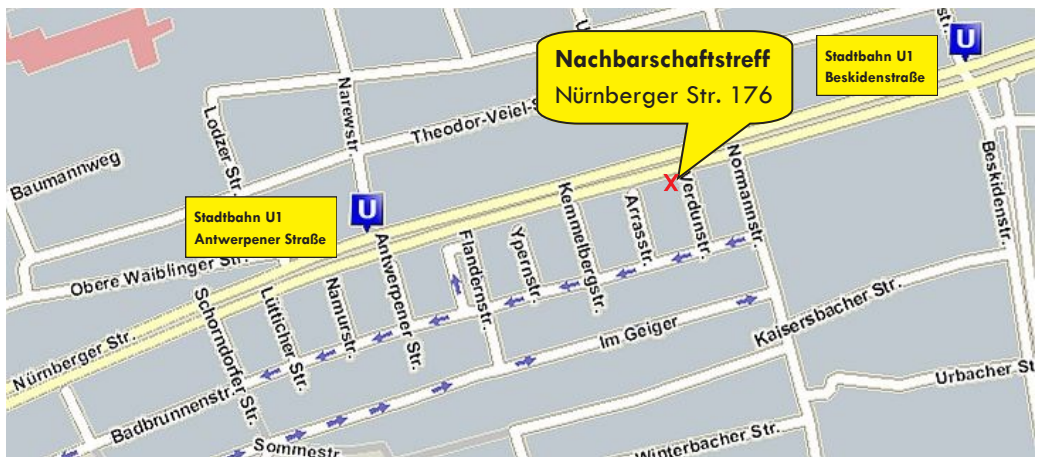 Nachbarschaftstreff
Nürnberger Str. 176
U
Stadtbahn U1
Beskidenstraße
Narewstr.
Lodzer Str.
Theodor-Veiel-S
Baumannweg
U
Stadtbahn U1
Antwerpener Straße
X
Obere Waiblinger Str.
Nürnberger Str.
Schorndorfer Str.
Lütticher Str.
Namurstr.
Antwerpener Str.
Flandernstr.
Ypernstr.
Kemmelbergstr.
Arrasstr.
Verdunstr.
Normannstr.
Beskidenstr.
Im Geiger
Kaisersbacher Str.
Urbacher St
Badbrunnenstr.
Sommestr
Winterbacher Str.